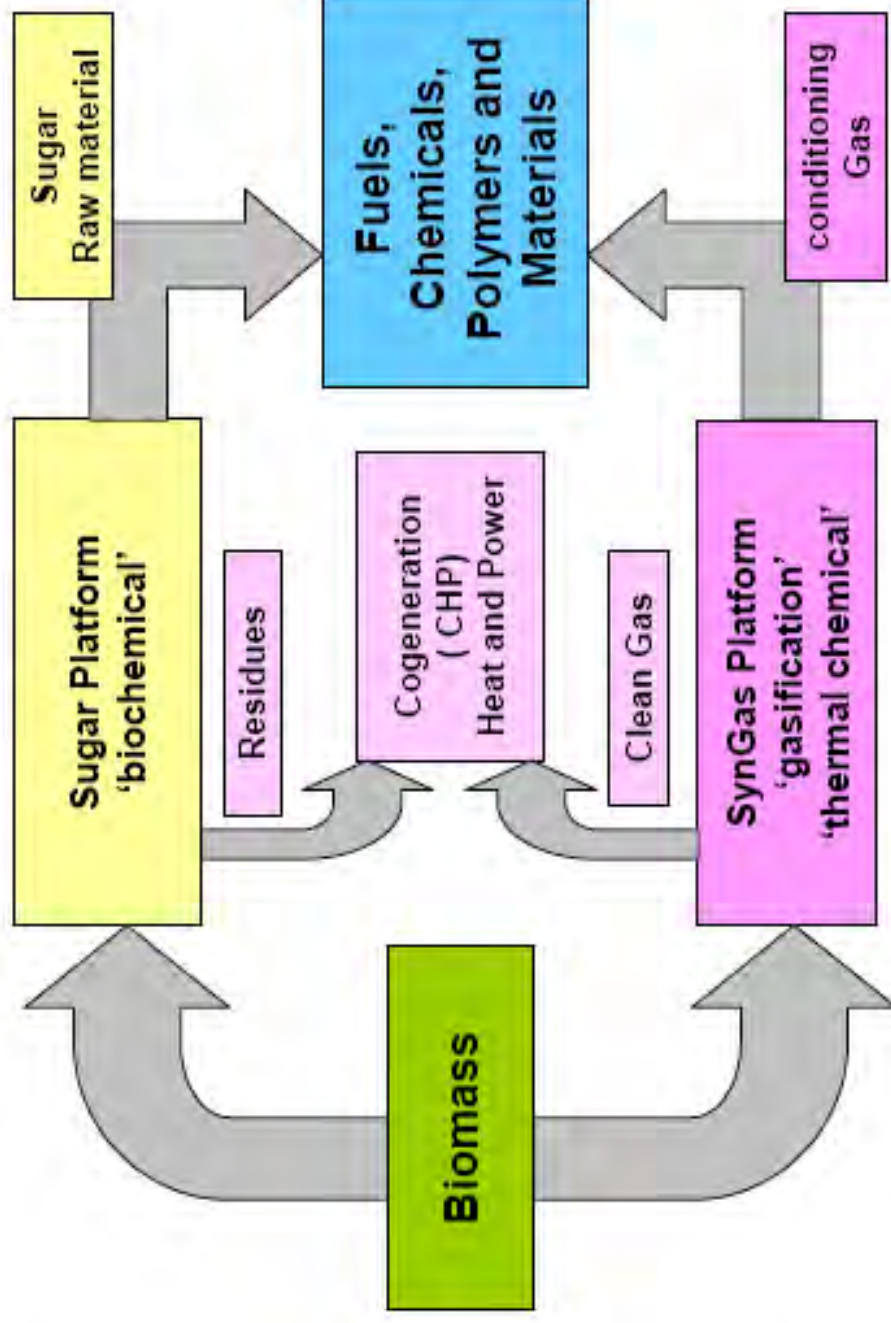 Sugar
Raw material
Sugar Platform
‘biochemical’
Residues
Biomass
Cogeneration
( CHP)
Heat and Power
Fuels,
Chemicals,
Polymers and
Materials
Clean Gas
SynGas Platform
‘gasification’
‘thermal chemical’
conditioning
Gas